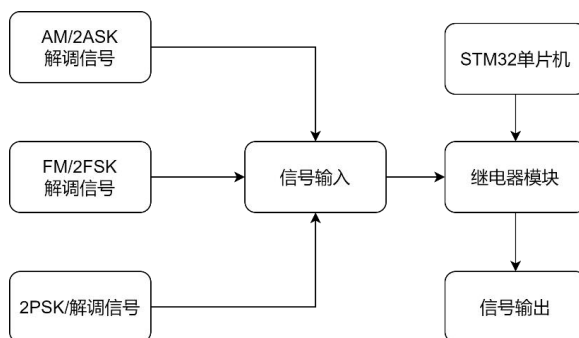 AM/2ASK
解调信号
STM32单片机
FM/2FSK
解调信号
信号输入
继电器模块
2PSK/解调信号
信号输出